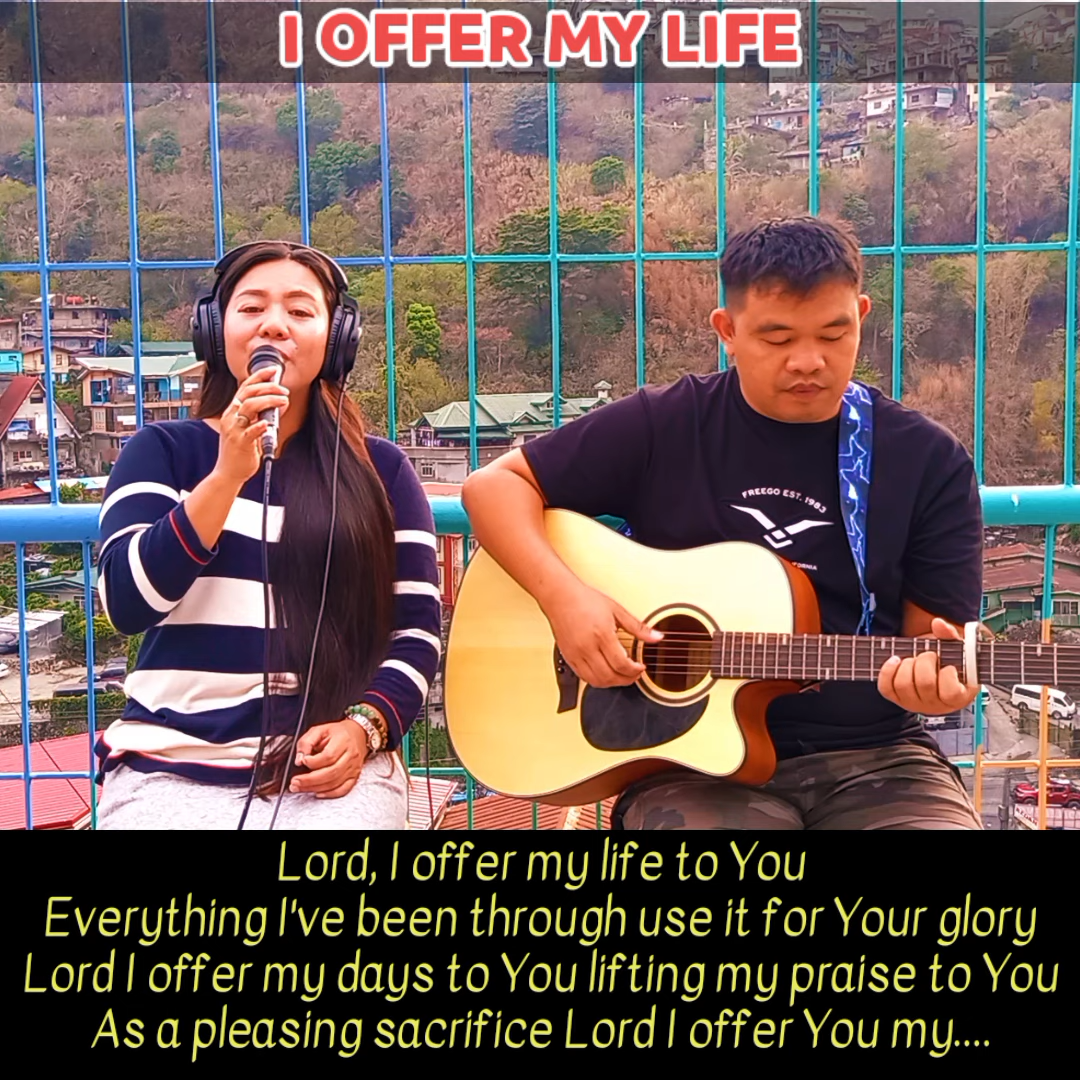 I OFFER MY LIFE
FREEGO EST. 1983
Lord, I offer my life to You
Everything I've been through use it for Your glory
Lord I offer my days to You lifting my praise to You
As a pleasing sacrifice Lord I offer You my....